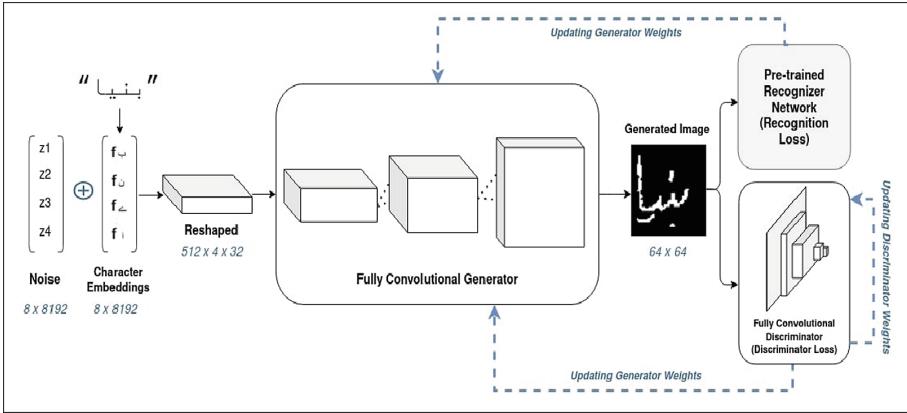 Updating Generator Weights
“بنیا”
z1
z2
z3
z4
⊕
f ب
f ن
f ے
f ا
Noise
8 x 8192
Character
Embeddings
8 x 8192
Reshaped
512 x 4 x 32
Fully Convolutional Generator
Generated Image
64 x 64
Pre-trained
Recognizer
Network
(Recognition
Loss)
Fully Convolutional
Discriminator
(Discriminator Loss)
Updating Discriminator Weights
Updating Generator Weights